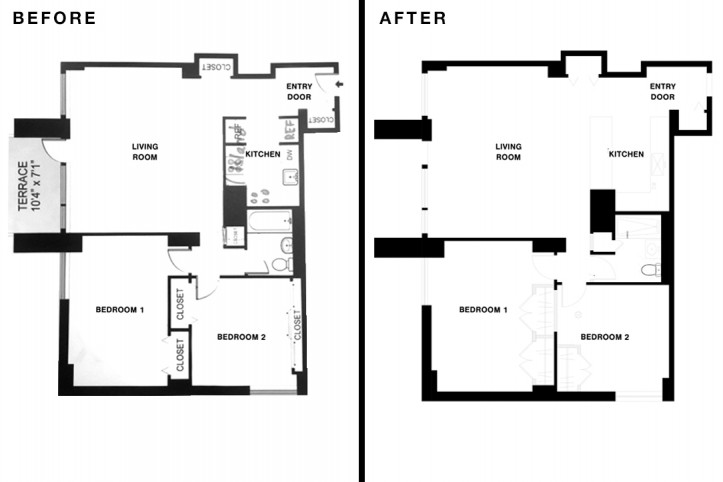 BEFORE
CLOSET
ENTRY
DOOR
CLOSET
REF
REF
LIVING
ROOM
KITCHEN
DW
TERRACE
10'4" x 7'1"
BEDROOM 1
CLOSET
CLOSET
BEDROOM 2
CLOSET
AFTER
ENTRY
DOOR
LIVING
ROOM
KITCHEN
BEDROOM 1
BEDROOM 2